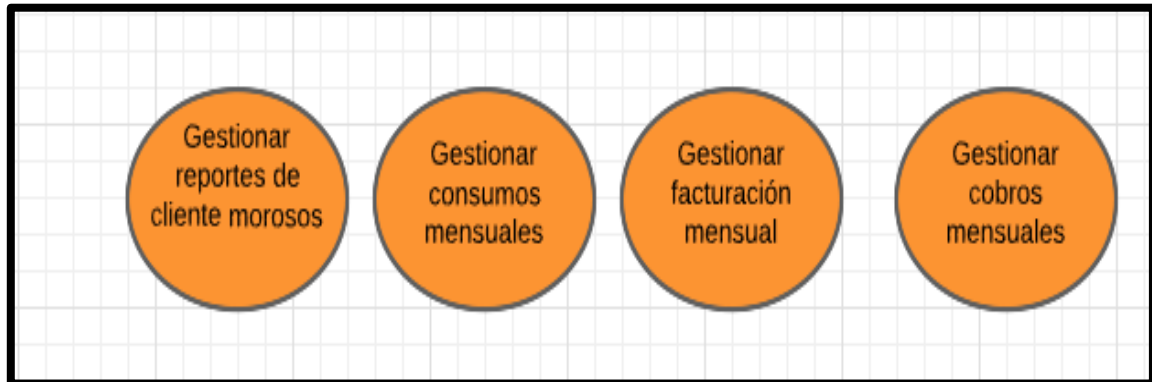 Gestionar
reportes de
cliente morosos
Gestionar
consumos
mensuales
Gestionar
facturación
mensual
Gestionar
cobros
mensuales